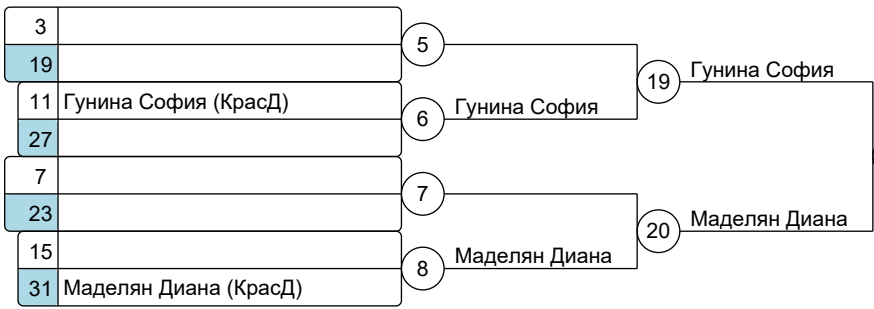 3
5
19
19 Гунина София
11 Гунина София (КрасД)
6 Гунина София
27
7
7
23
20 Маделян Диана
15
8 Маделян Диана
31 Маделян Диана (КрасД)